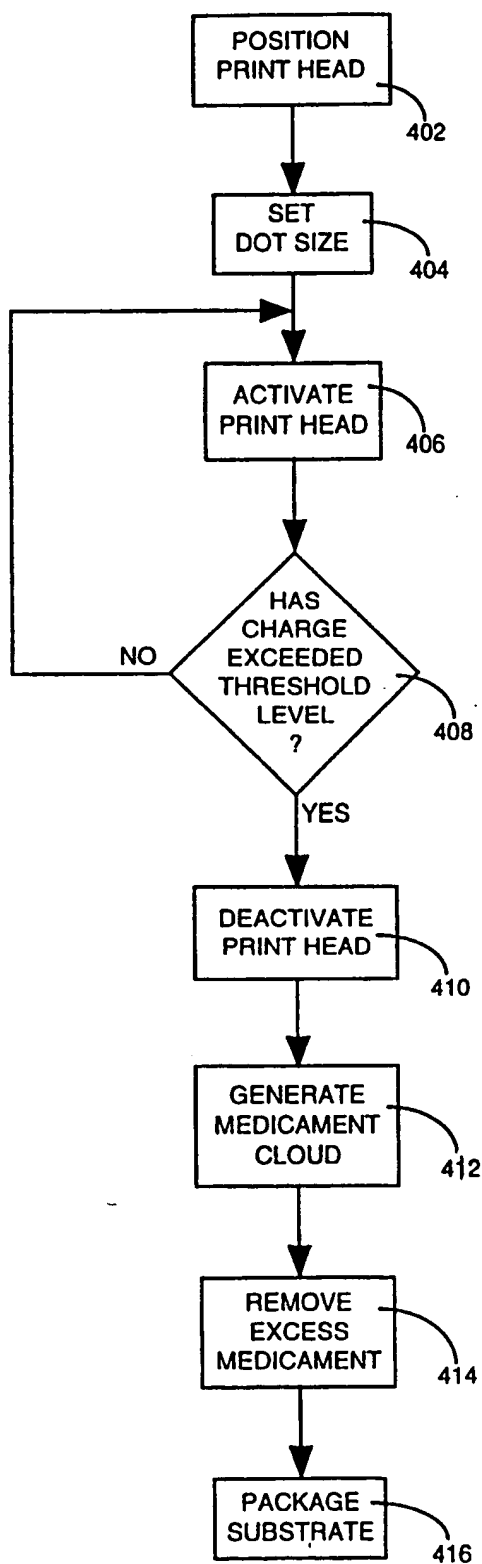 POSITION
PRINT HEAD
402
SET
DOT SIZE
404
ACTIVATE
PRINT HEAD
406
HAS
CHARGE
EXCEEDED
THRESHOLD
LEVEL
?
408
NO
YES
DEACTIVATE
PRINT HEAD
410
GENERATE
MEDICAMENT
CLOUD
412
REMOVE
EXCESS
MEDICAMENT
414
PACKAGE
SUBSTRATE
416